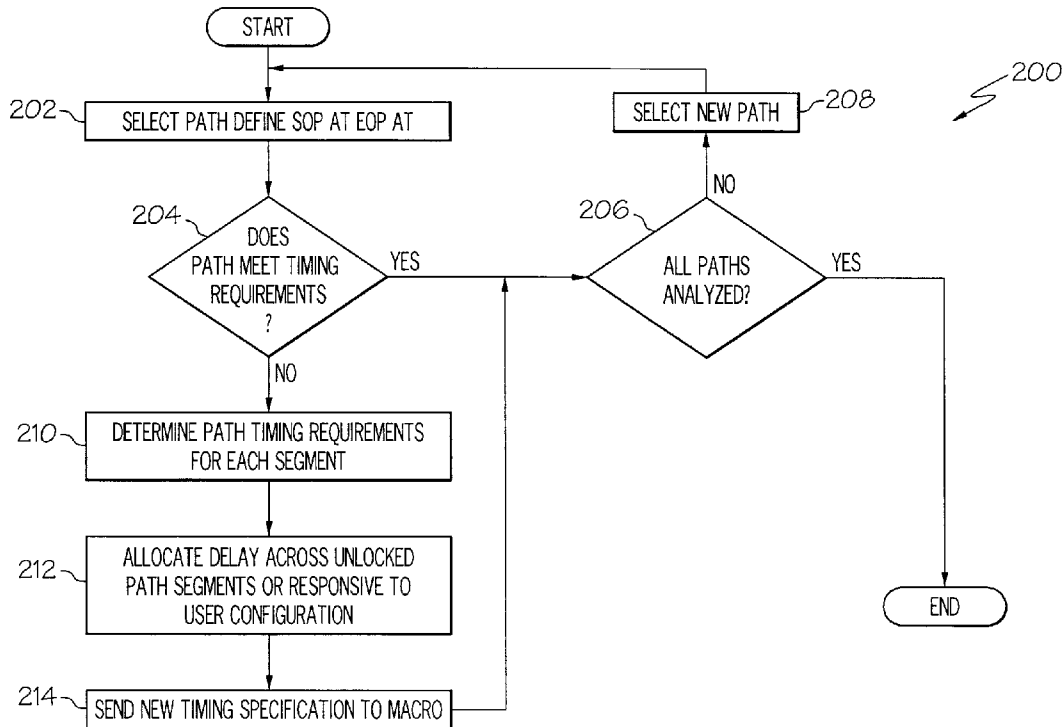 START
200
202
SELECT PATH DEFINE SOP AT EOP AT
SELECT NEW PATH
208
NO
204
DOES
PATH MEET TIMING
REQUIREMENTS
?
YES
206
ALL PATHS
ANALYZED?
YES
NO
210
DETERMINE PATH TIMING REQUIREMENTS
FOR EACH SEGMENT
212
ALLOCATE DELAY ACROSS UNLOCKED
PATH SEGMENTS OR RESPONSIVE TO
USER CONFIGURATION
END
214
SEND NEW TIMING SPECIFICATION TO MACRO